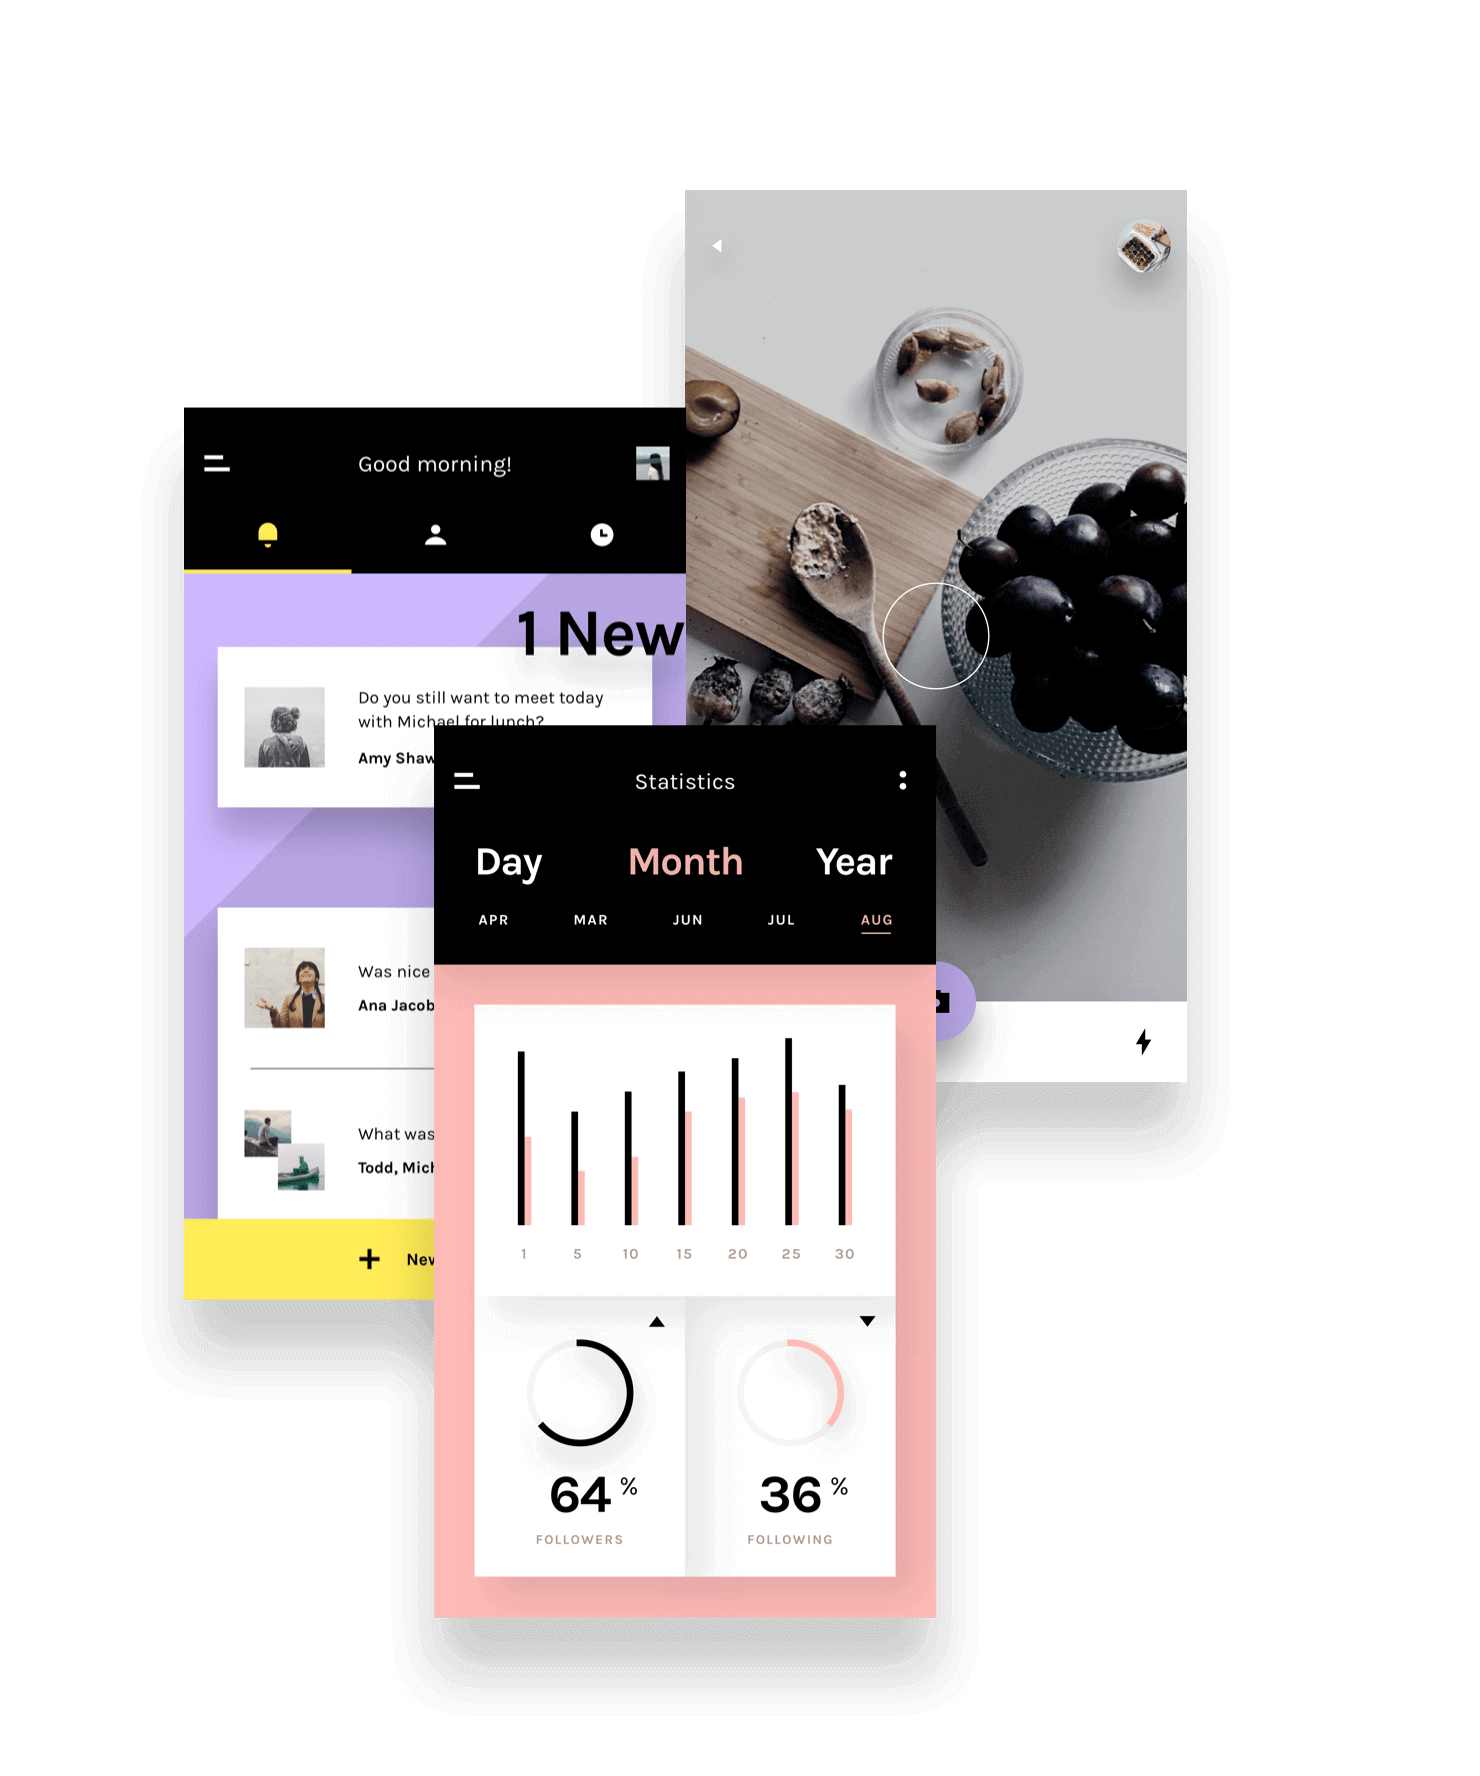 Good morning!
1 New
Do you still want to meet today
with Michael for lunch?
Amy Shaw
Was nice
Ana Jacob
What was
Todd, Mich
New
Statistics
Day Month Year
APR MAR JUN JUL AUG
1 5 10 15 20 25 30
64 % 36 %
FOLLOWERS FOLLOWING